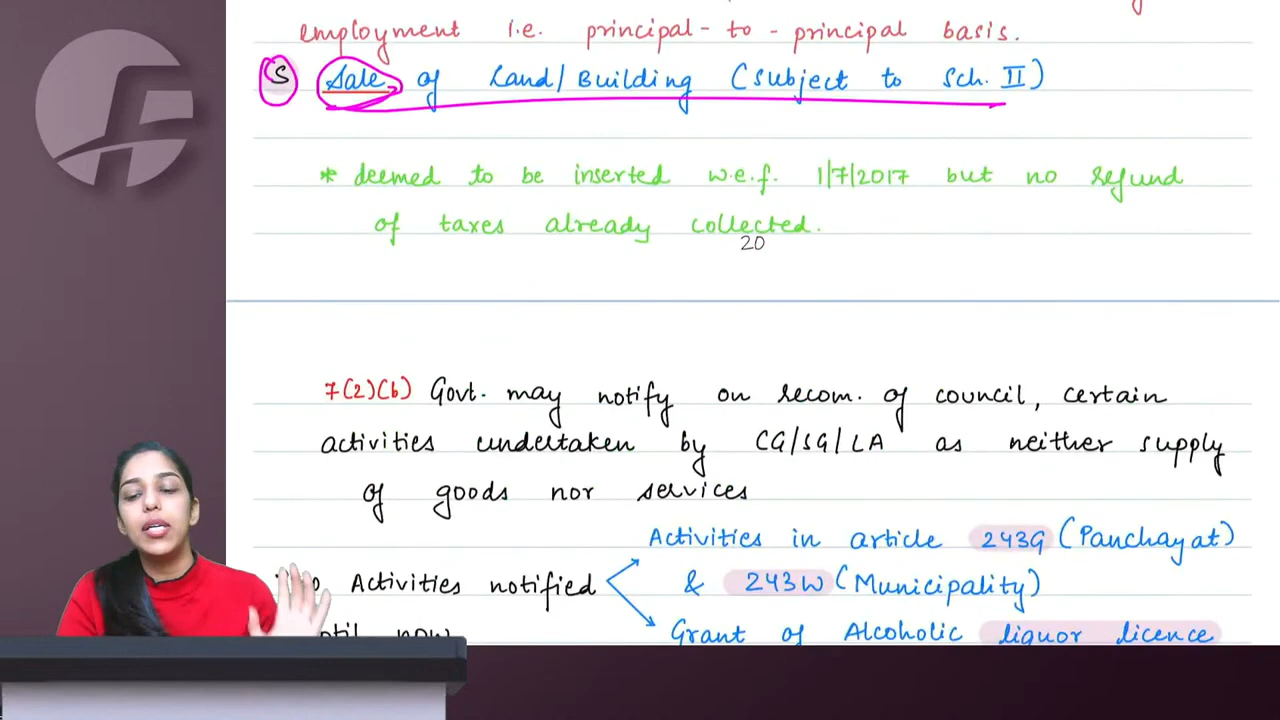 employment i.e. principal-to-principal basis.
S Sale of Land/Building (Subject to Sch. II)
* deemed to be inserted w.e.f. 1/7/2017 but no refund
of taxes already collected.
20
7(2)(b) Govt. may notify on recom. of council, certain
activities undertaken by CG/SG/LA as neither supply
of goods nor services
Activities in article 243G (Panchayat)
& 243W (Municipality)
Activities notified
until now
Grant of Alcoholic liquor licence